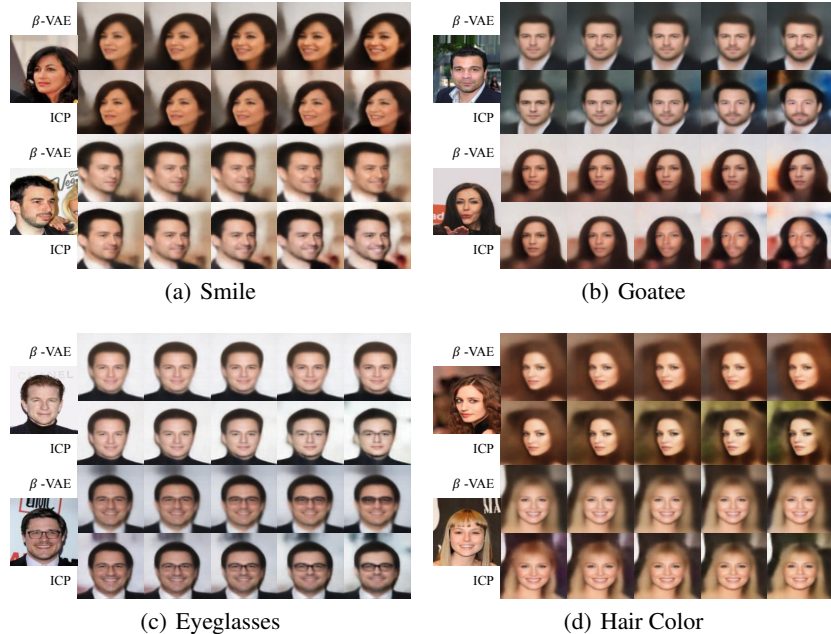 β -VAE
ICP
β -VAE
ICP
(a) Smile
β -VAE
ICP
β -VAE
ICP
(b) Goatee
β -VAE
ICP
β -VAE
ICP
(c) Eyeglasses
β -VAE
ICP
β -VAE
ICP
(d) Hair Color